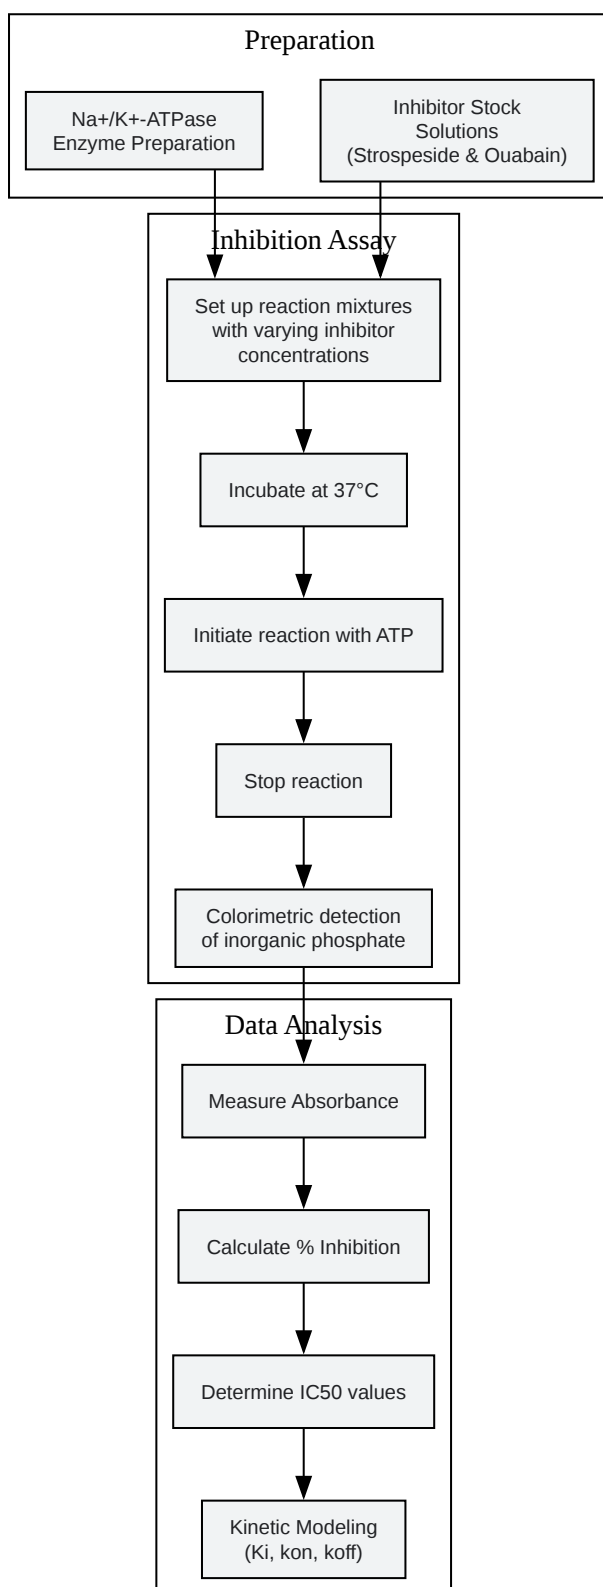 Preparation
Na+/K+-ATPase
Enzyme Preparation
Inhibitor Stock
Solutions
(Strospeside & Ouabain)
Inhibition Assay
Set up reaction mixtures
with varying inhibitor
concentrations
Incubate at 37°C
Initiate reaction with ATP
Stop reaction
Colorimetric detection
of inorganic phosphate
Data Analysis
Measure Absorbance
Calculate % Inhibition
Determine IC50 values
Kinetic Modeling
(Ki, kon, koff)